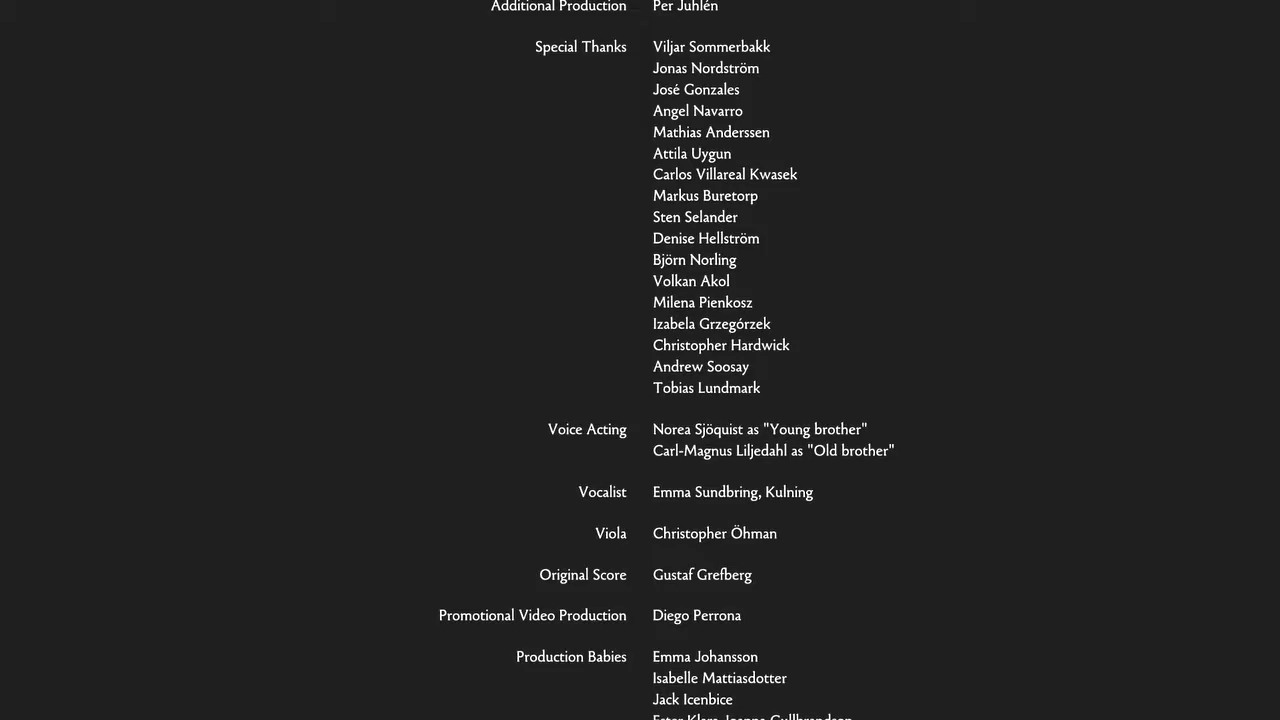 Additional Production Per Juhlén
Special Thanks Viljar Sommerbakk
Jonas Nordström
José Gonzales
Angel Navarro
Mathias Anderssen
Attila Uygun
Carlos Villareal Kwasek
Markus Buretorp
Sten Selander
Denise Hellström
Björn Norling
Volkan Akol
Milena Pienkosz
Izabela Grzegórzek
Christopher Hardwick
Andrew Soosay
Tobias Lundmark
Voice Acting Norea Sjöquist as "Young brother"
Carl-Magnus Liljedahl as "Old brother"
Vocalist Emma Sundbring, Kulning
Viola Christopher Öhman
Original Score Gustaf Grefberg
Promotional Video Production Diego Perrona
Production Babies Emma Johansson
Isabelle Mattiasdotter
Jack Icenbice